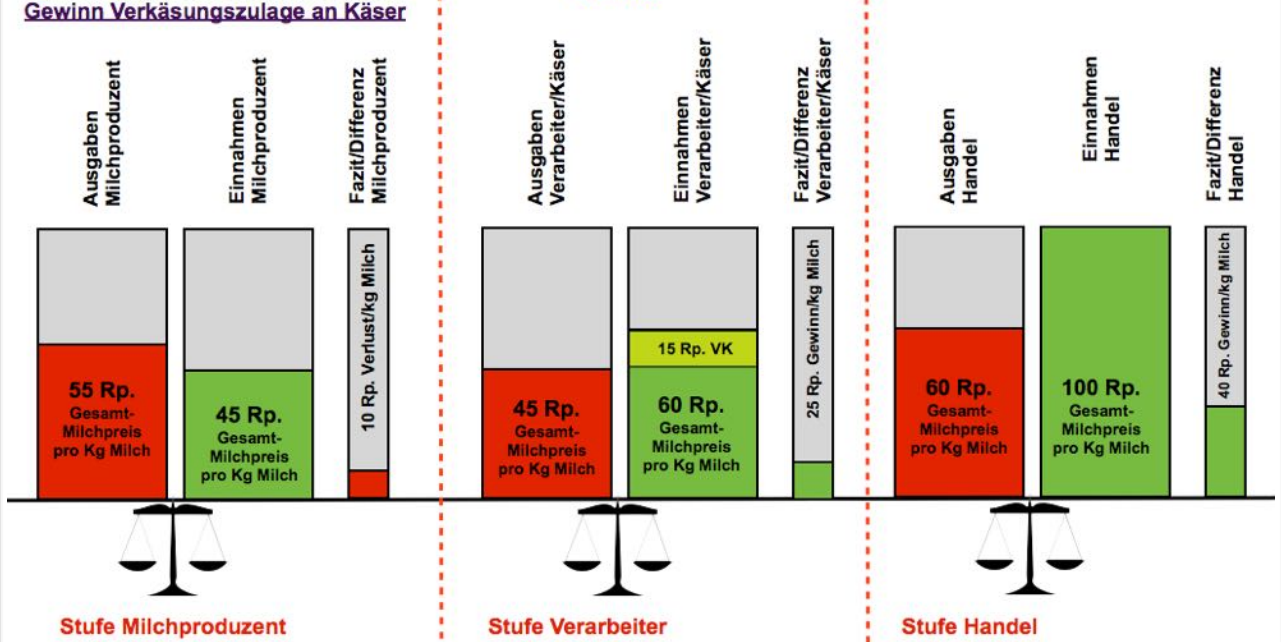 Gewinn Verkäsungszulage an Käser
Ausgaben
Milchproduzent
Einnahmen
Milchproduzent
Fazit/Differenz
Milchproduzent
55 Rp.
Gesamt-
Milchpreis
pro Kg Milch
45 Rp.
Gesamt-
Milchpreis
pro Kg Milch
10 Rp. Verlust/kg Milch
Stufe Milchproduzent
Ausgaben
Verarbeiter/Käser
Einnahmen
Verarbeiter/Käser
Fazit/Differenz
Verarbeiter/Käser
45 Rp.
Gesamt-
Milchpreis
pro Kg Milch
15 Rp. VK
60 Rp.
Gesamt-
Milchpreis
pro Kg Milch
25 Rp. Gewinn/kg Milch
Stufe Verarbeiter
Ausgaben
Handel
Einnahmen
Handel
Fazit/Differenz
Handel
60 Rp.
Gesamt-
Milchpreis
pro Kg Milch
100 Rp.
Gesamt-
Milchpreis
pro Kg Milch
40 Rp. Gewinn/kg Milch
Stufe Handel